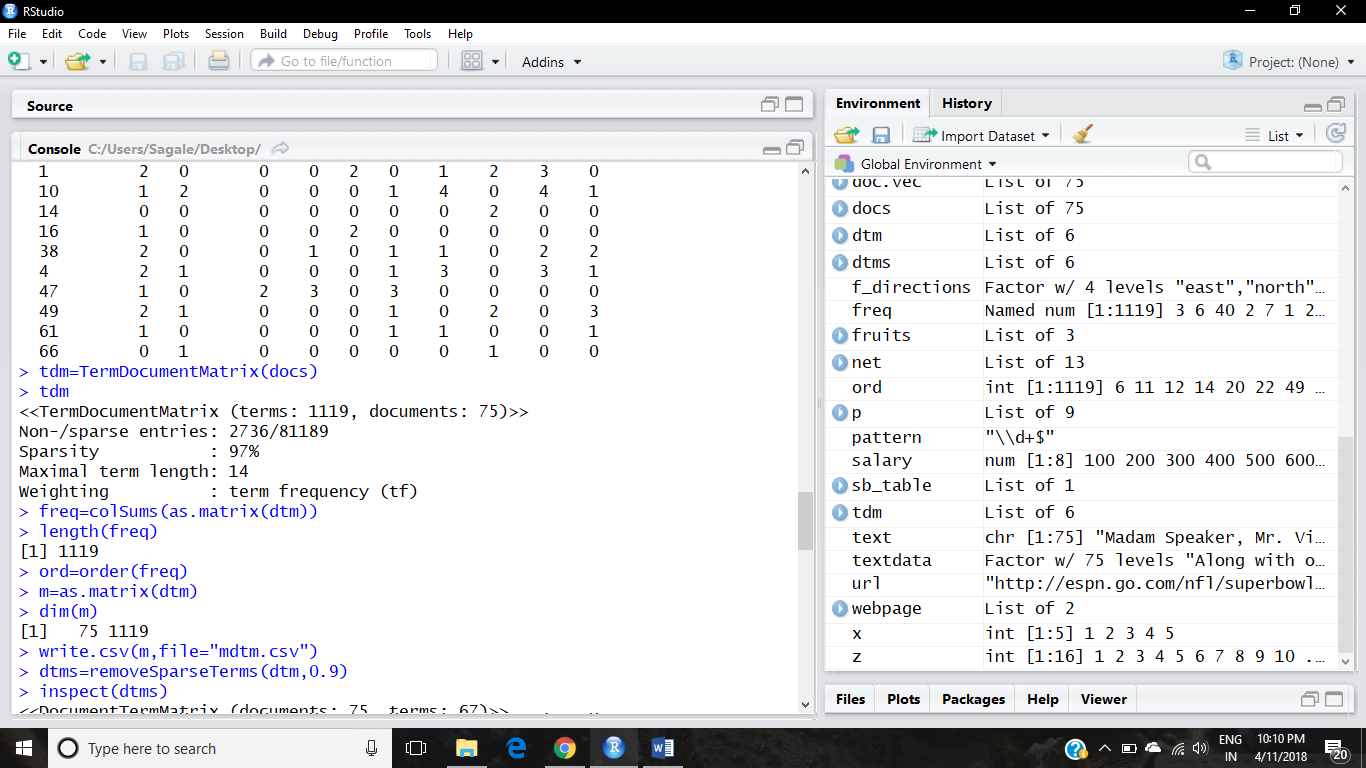 RStudio
File Edit Code View Plots Session Build Debug Profile Tools Help
Go to file/function Addins Project: (None)
Source
Console C:/Users/Sagale/Desktop/
1 2 0 0 0 2 0 1 2 3 0
10 1 2 0 0 0 1 4 0 4 1
14 0 0 0 0 0 0 0 2 0 0
16 1 0 0 0 2 0 0 0 0 0
38 2 0 0 1 0 1 1 0 2 2
4 2 1 0 0 0 1 3 0 3 1
47 1 0 2 3 0 3 0 0 0 0
49 2 1 0 0 0 1 0 2 0 3
61 1 0 0 0 0 1 1 0 0 1
66 0 1 0 0 0 0 0 1 0 0
> tdm=TermDocumentMatrix(docs)
> tdm
<<TermDocumentMatrix (terms: 1119, documents: 75)>>
Non-/sparse entries: 2736/81189
Sparsity : 97%
Maximal term length: 14
Weighting : term frequency (tf)
> freq=colSums(as.matrix(dtm))
> length(freq)
[1] 1119
> ord=order(freq)
> m=as.matrix(dtm)
> dim(m)
[1] 75 1119
> write.csv(m,file="mdtm.csv")
> dtms=removeSparseTerms(dtm,0.9)
> inspect(dtms)
<<DocumentTermMatrix (documents: 75, terms: 67)>>
Environment History
Import Dataset List
Global Environment
doc.vec List of 75
docs List of 75
dtm List of 6
dtms List of 6
f_directions Factor w/ 4 levels "east","north"…
freq Named num [1:1119] 3 6 40 2 7 1 2…
fruits List of 3
net List of 13
ord int [1:1119] 6 11 12 14 20 22 49 …
p List of 9
pattern "\\d+$"
salary num [1:8] 100 200 300 400 500 600…
sb_table List of 1
tdm List of 6
text chr [1:75] "Madam Speaker, Mr. Vi…
textdata Factor w/ 75 levels "Along with o…
url "http://espn.go.com/nfl/superbowl…
webpage List of 2
x int [1:5] 1 2 3 4 5
z int [1:16] 1 2 3 4 5 6 7 8 9 10 ...
Files Plots Packages Help Viewer
Type here to search
ENG
IN
10:10 PM
4/11/2018
20